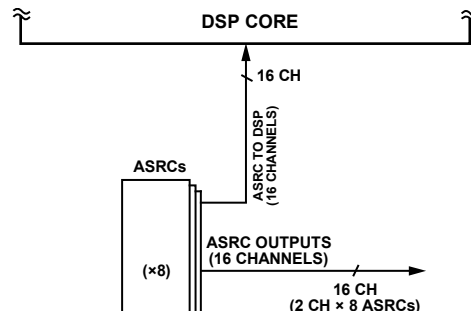 DSP CORE
16 CH
ASRC TO DSP
(16 CHANNELS)
ASRCs
ASRC OUTPUTS
(16 CHANNELS)
(×8)
16 CH
(2 CH × 8 ASRCs)